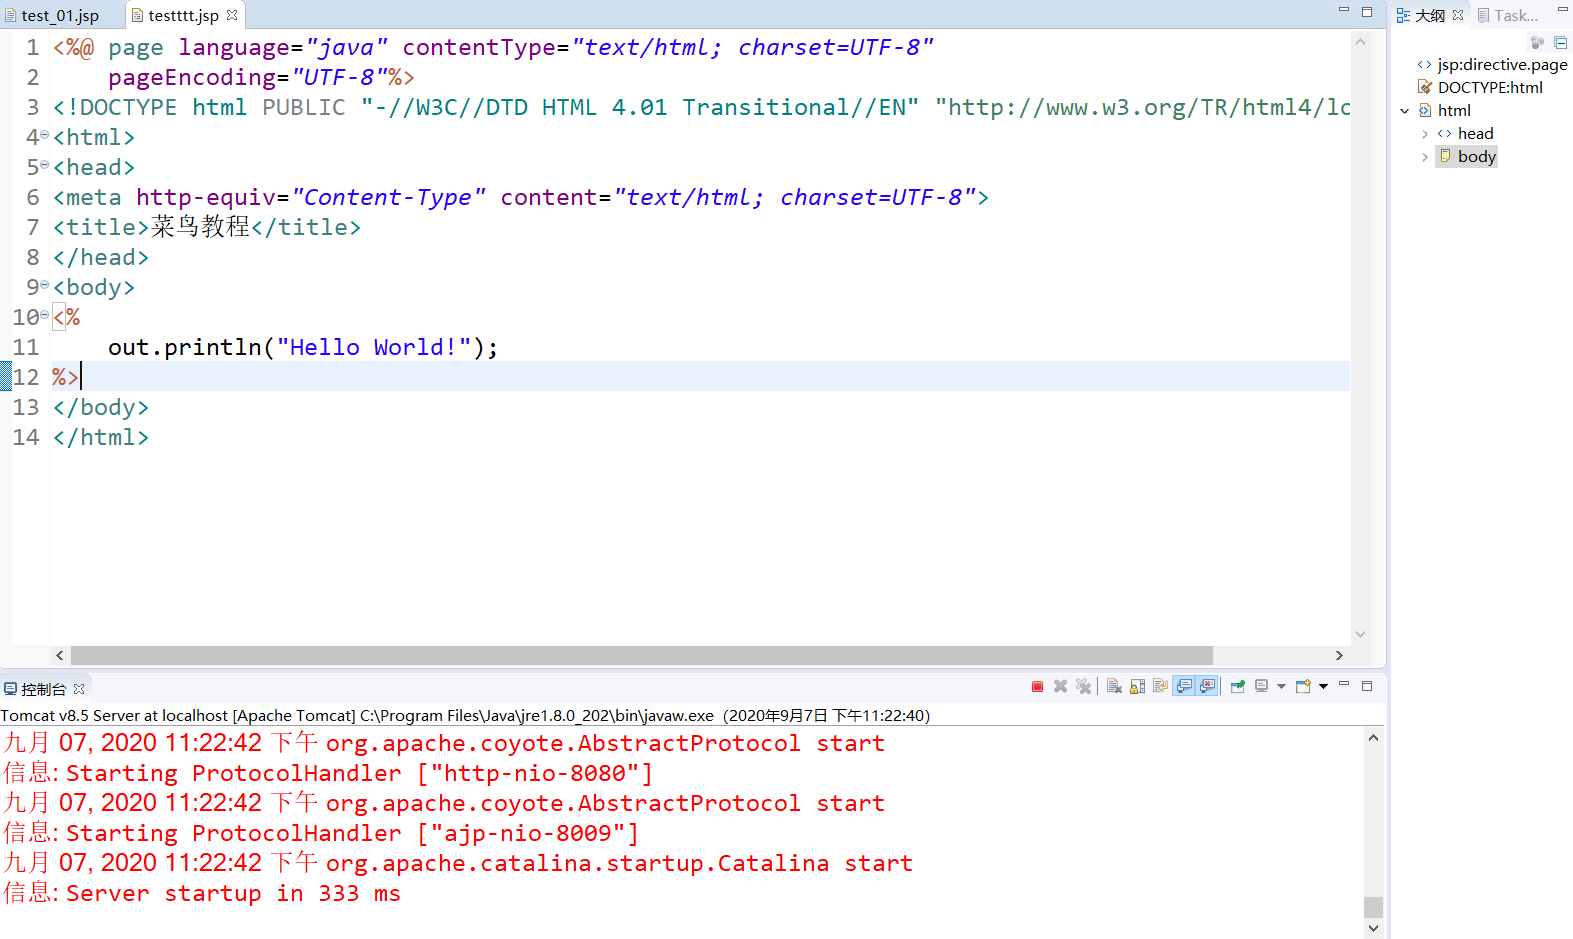 test_01.jsp
testttt.jsp
大纲
Task...
1 <%@ page language="java" contentType="text/html; charset=UTF-8"
2 pageEncoding="UTF-8"%>
3 <!DOCTYPE html PUBLIC "-//W3C//DTD HTML 4.01 Transitional//EN" "http://www.w3.org/TR/html4/lo
4 <html>
5 <head>
6 <meta http-equiv="Content-Type" content="text/html; charset=UTF-8">
7 <title>菜鸟教程</title>
8 </head>
9 <body>
10 <%
11 out.println("Hello World!");
12 %>
13 </body>
14 </html>
jsp:directive.page
DOCTYPE:html
html
head
body
控制台
Tomcat v8.5 Server at localhost [Apache Tomcat] C:\Program Files\Java\jre1.8.0_202\bin\javaw.exe（2020年9月7日 下午11:22:40）
九月 07, 2020 11:22:42 下午 org.apache.coyote.AbstractProtocol start
信息: Starting ProtocolHandler ["http-nio-8080"]
九月 07, 2020 11:22:42 下午 org.apache.coyote.AbstractProtocol start
信息: Starting ProtocolHandler ["ajp-nio-8009"]
九月 07, 2020 11:22:42 下午 org.apache.catalina.startup.Catalina start
信息: Server startup in 333 ms